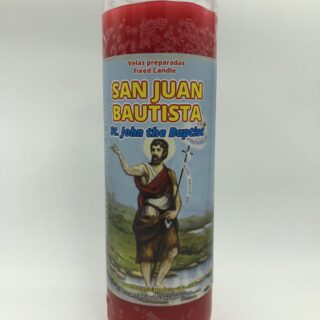 Velas preparadas
Fixed Candle
SAN JUAN
BAUTISTA
St. John the Baptist